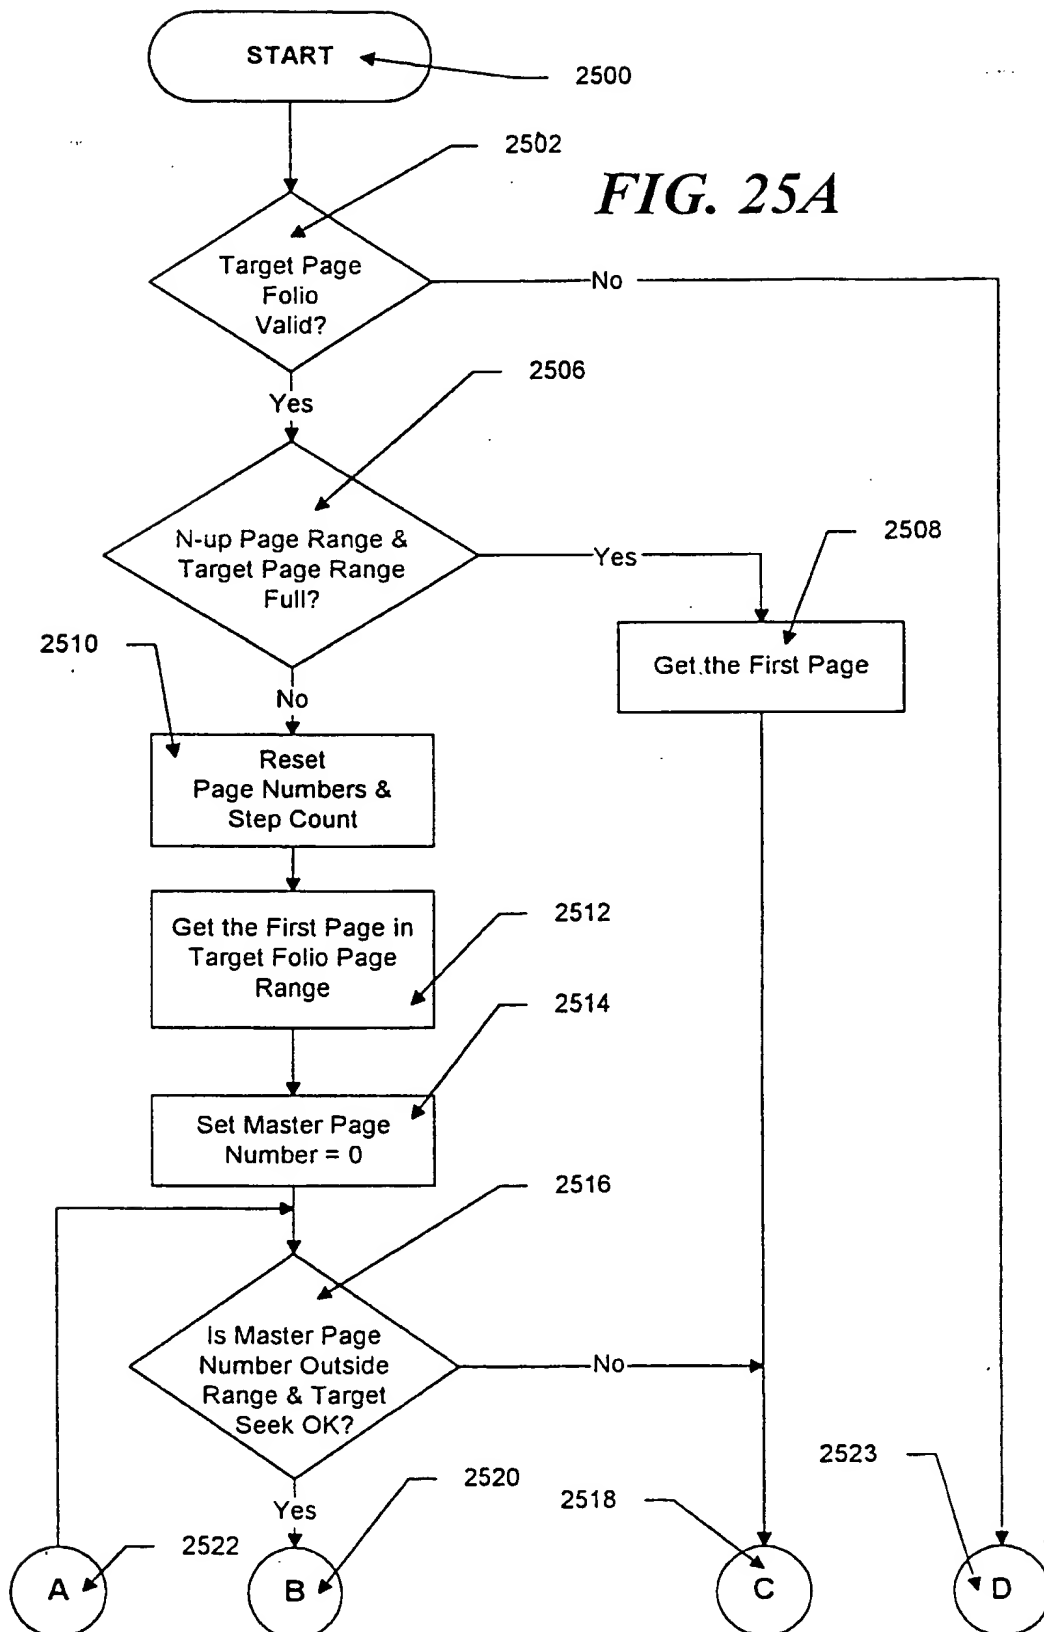 START
2500
2502
FIG. 25A
Target Page
Folio
Valid?
No
2506
Yes
N-up Page Range &
Target Page Range
Full?
Yes
2508
2510
Get the First Page
No
Reset
Page Numbers &
Step Count
Get the First Page in
Target Folio Page
Range
2512
2514
Set Master Page
Number = 0
2516
Is Master Page
Number Outside
Range & Target
Seek OK?
No
2523
2520
2518
Yes
2522
A
B
C
D